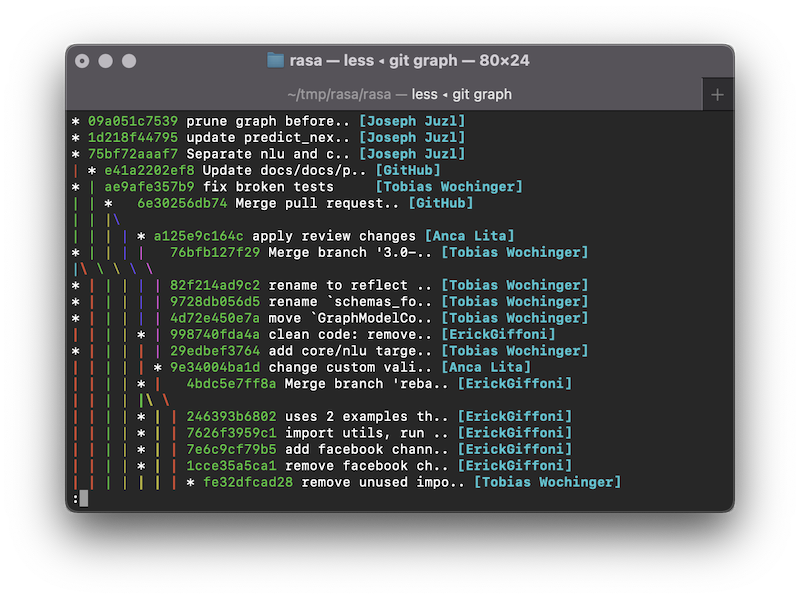 rasa — less ◂ git graph — 80×24
~/tmp/rasa/rasa — less ◂ git graph +
* 09a051c7539 prune graph before.. [Joseph Juzl]
* 1d218f44795 update predict_nex.. [Joseph Juzl]
* 75bf72aaaf7 Separate nlu and c.. [Joseph Juzl]
| * e41a2202ef8 Update docs/docs/p.. [GitHub]
* | ae9afe357b9 fix broken tests     [Tobias Wochinger]
| | *   6e30256db74 Merge pull request.. [GitHub]
| | |\
| | | | * a125e9c164c apply review changes [Anca Lita]
* | | | |   76bfb127f29 Merge branch '3.0-.. [Tobias Wochinger]
|\ \ \ \ \
* | | | | | 82f214ad9c2 rename to reflect .. [Tobias Wochinger]
* | | | | | 9728db056d5 rename `schemas_fo.. [Tobias Wochinger]
* | | | | | 4d72e450e7a move `GraphModelCo.. [Tobias Wochinger]
| | | | * | 998740fda4a clean code: remove.. [ErickGiffoni]
* | | | | | 29edbef3764 add core/nlu targe.. [Tobias Wochinger]
| | | | | * 9e34004ba1d change custom vali.. [Anca Lita]
| | | | * |   4bdc5e7ff8a Merge branch 'reba.. [ErickGiffoni]
| | | | |\ \
| | | | * | | 246393b6802 uses 2 examples th.. [ErickGiffoni]
| | | | * | | 7626f3959c1 import utils, run .. [ErickGiffoni]
| | | | * | | 7e6c9cf79b5 add facebook chann.. [ErickGiffoni]
| | | | * | | 1cce35a5ca1 remove facebook ch.. [ErickGiffoni]
| | | | | | | * fe32dfcad28 remove unused impo.. [Tobias Wochinger]
: